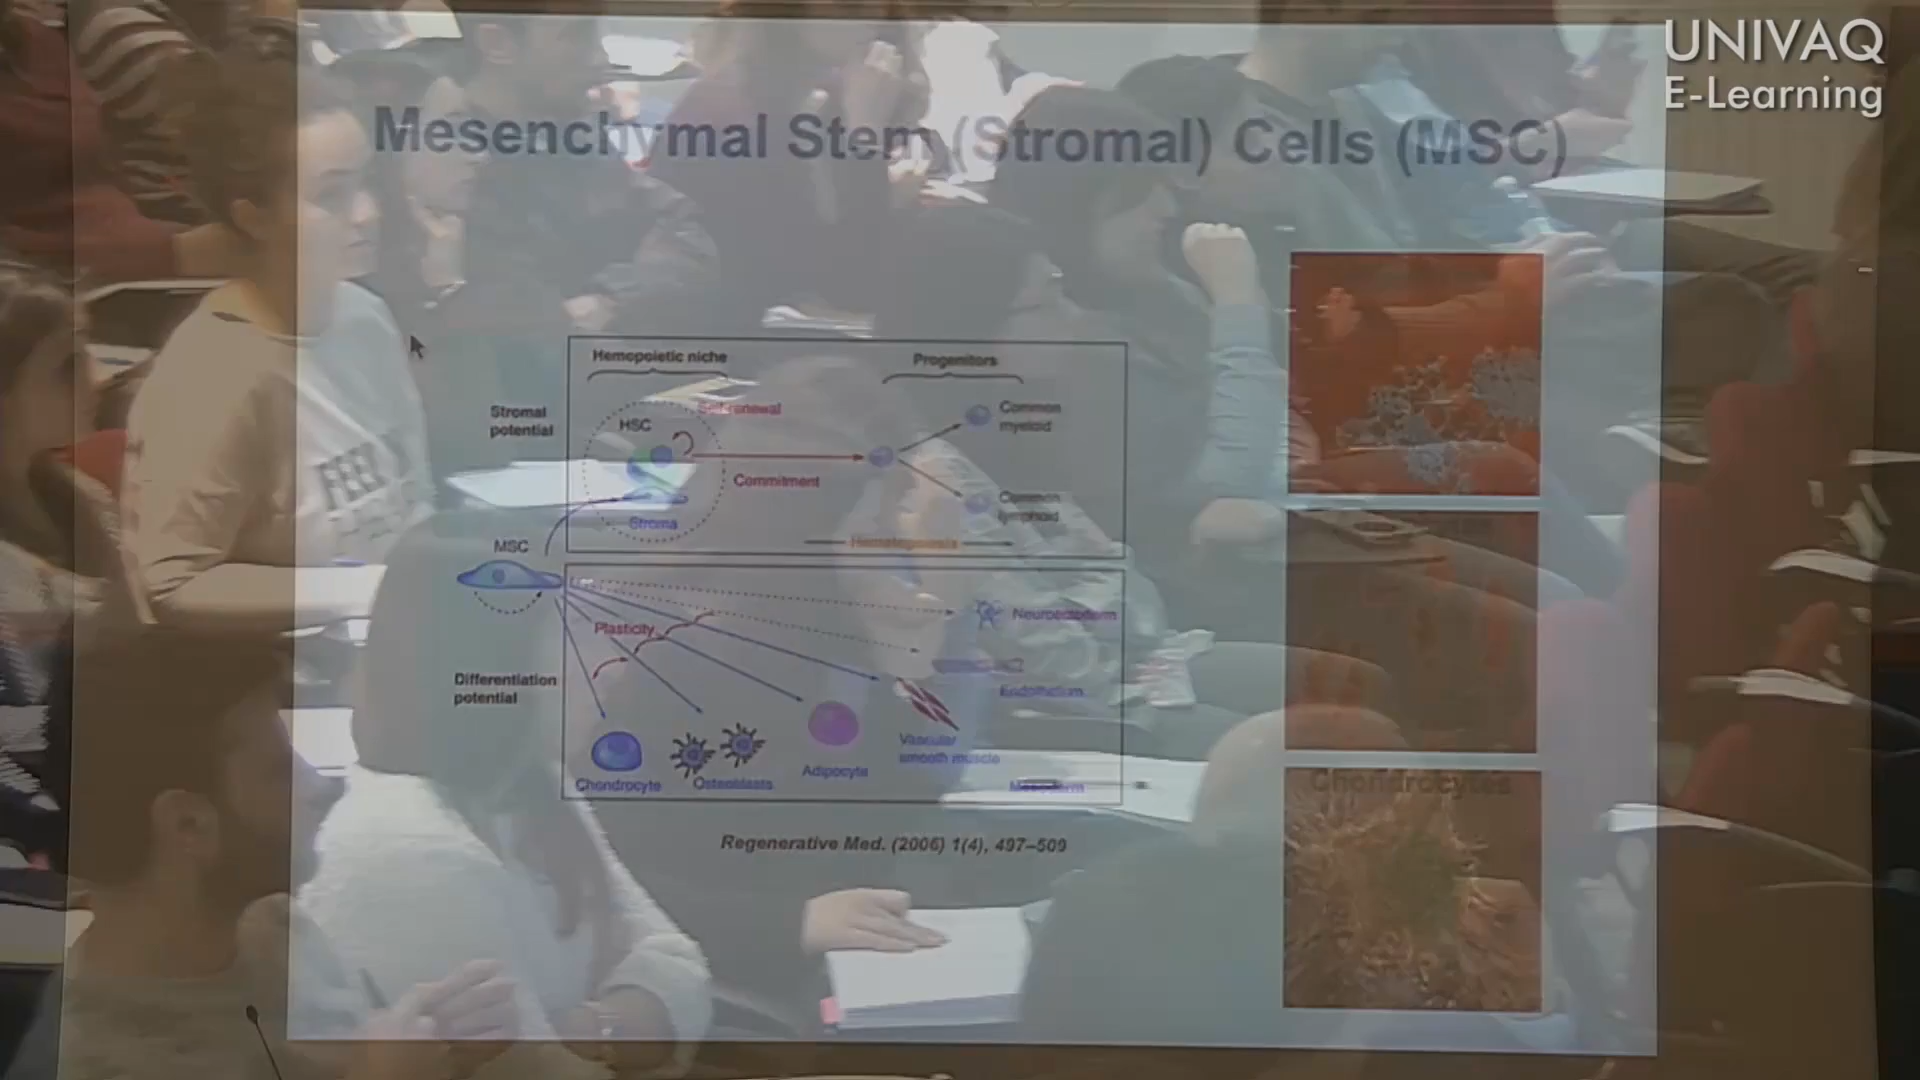 UNIVAQ
E-Learning
Mesenchymal Stem (Stromal) Cells (MSC)
Hemopoietic niche
Progenitors
Stromal
potential
HSC
Self-renewal
Common
myeloid
Commitment
Common
lymphoid
Stroma
Hematopoiesis
MSC
Neuroectoderm
Plasticity
Endothelium
Differentiation
potential
Vascular
smooth muscle
Chondrocyte
Osteoblasts
Adipocyte
Mesoderm
Regenerative Med. (2006) 1(4), 497–509
Chondrocytes
FEEL